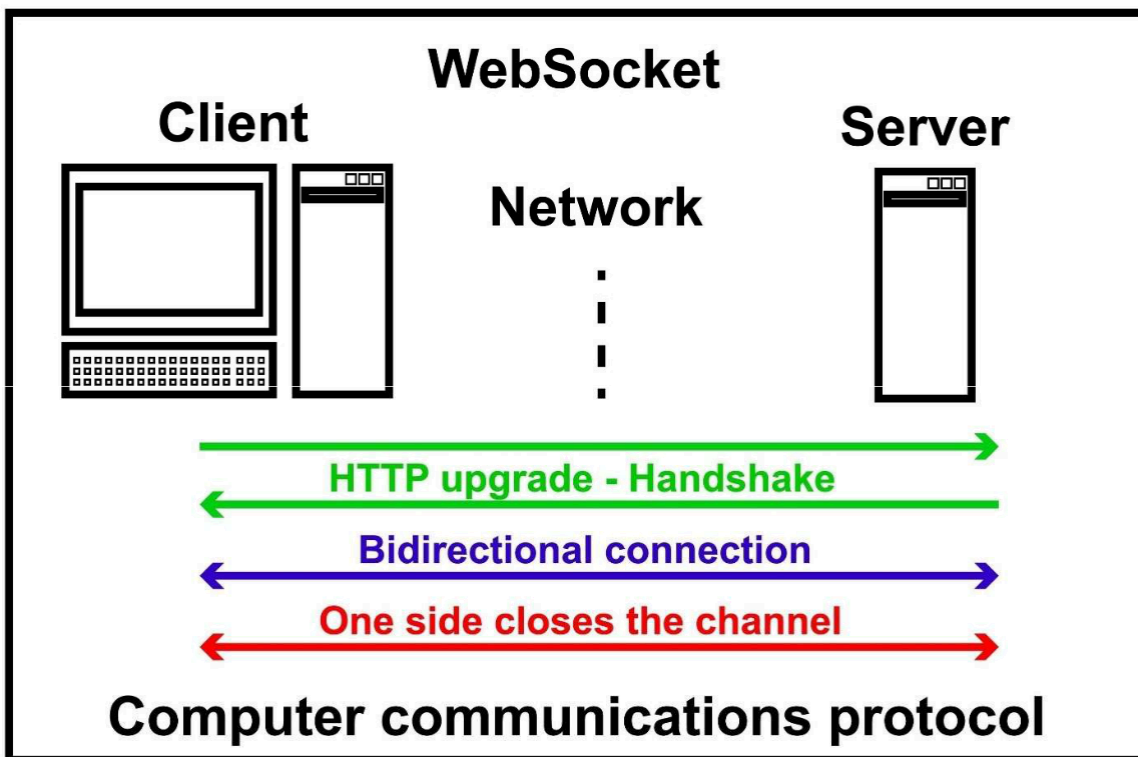 WebSocket
Client
Server
Network
HTTP upgrade - Handshake
Bidirectional connection
One side closes the channel
Computer communications protocol